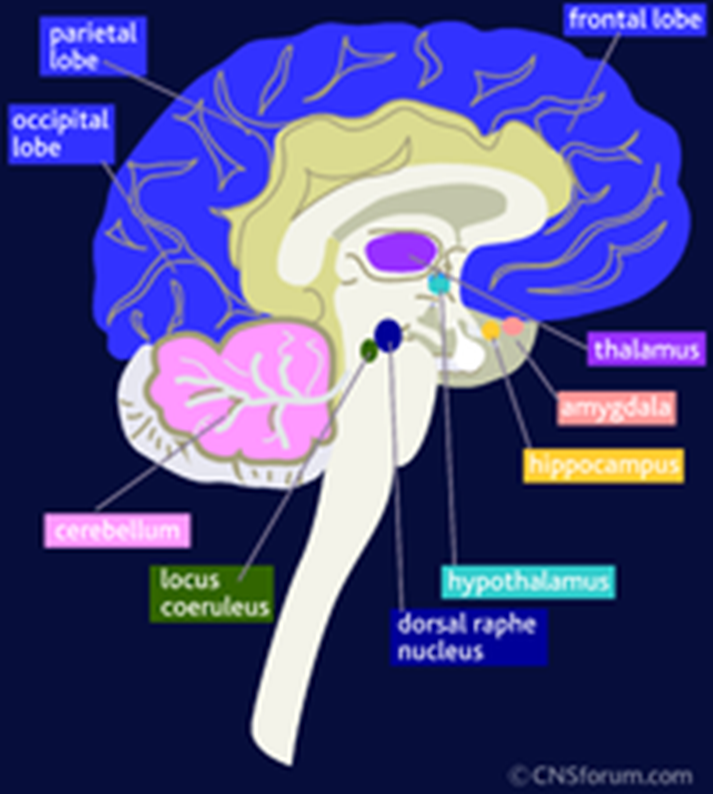 frontal lobe
parietal
lobe
occipital
lobe
thalamus
amygdala
hippocampus
cerebellum
locus
coeruleus
hypothalamus
dorsal raphe
nucleus
©CNSforum.com